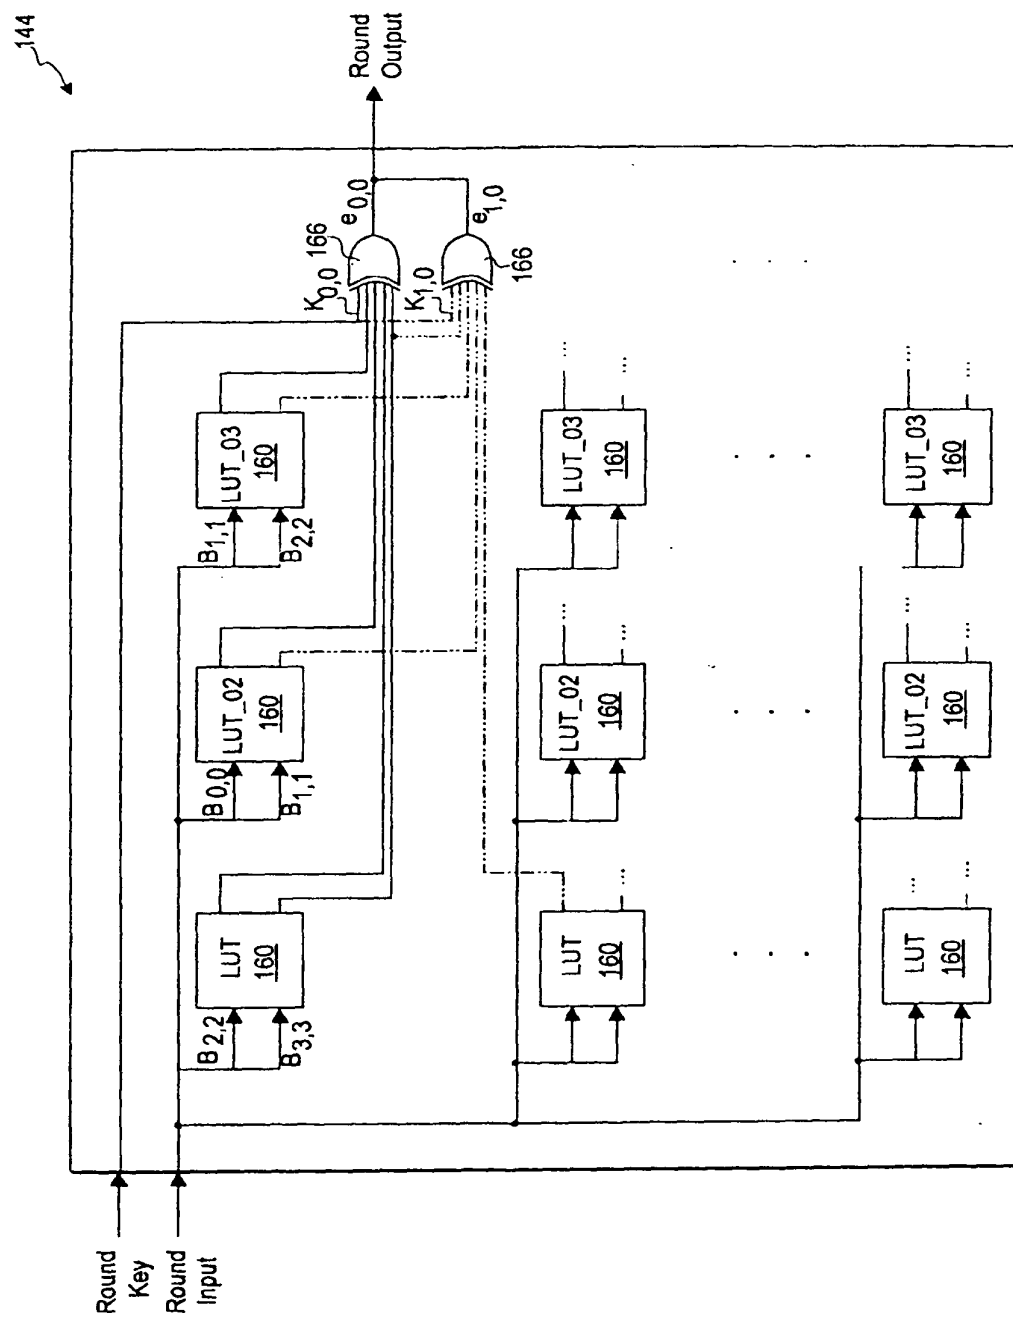 144
Round
Key
Round
Input
Round
Output
B2,2
B3,3
LUT
160
B0,0
B1,1
LUT_02
160
B1,1
B2,2
LUT_03
160
K0,0
166
e0,0
K1,0
166
e1,0
LUT
160
...
LUT_02
160
...
...
LUT_03
160
...
...
. . .
. . .
. . .
LUT
160
...
...
LUT_02
160
...
...
LUT_03
160
...
...